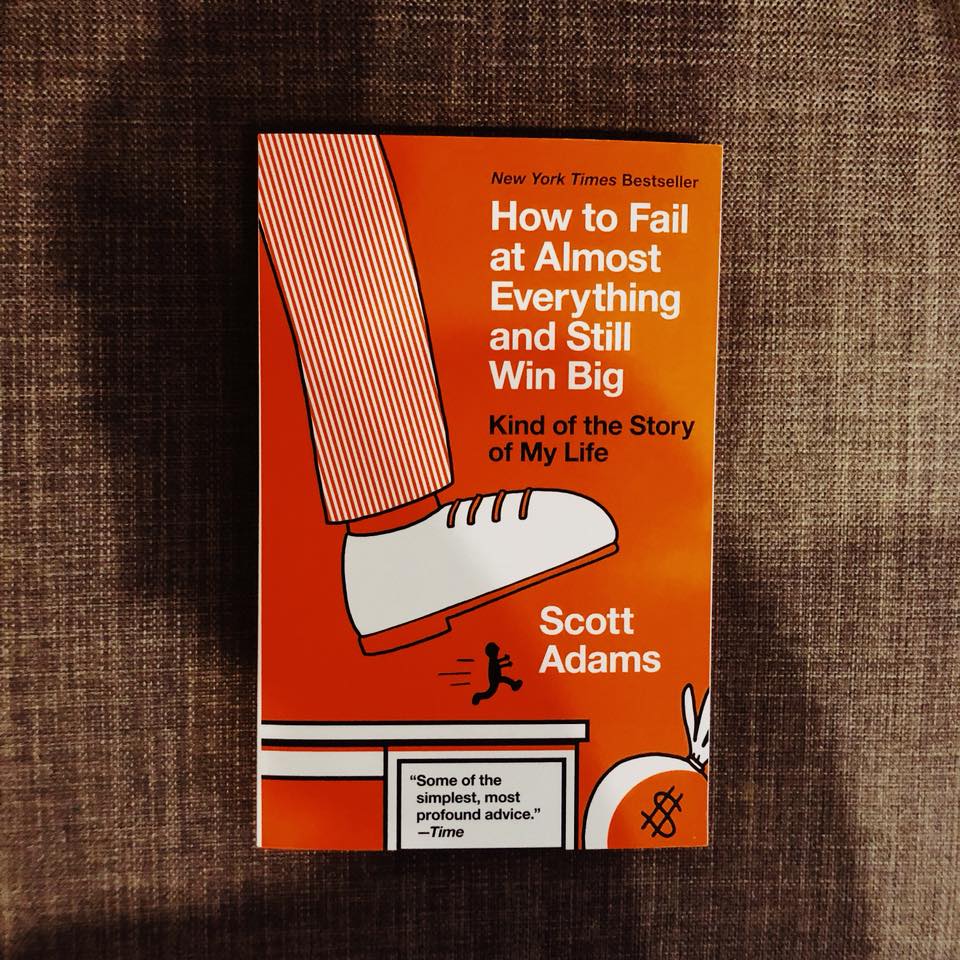 New York Times Bestseller
How to Fail
at Almost
Everything
and Still
Win Big
Kind of the Story
of My Life
Scott
Adams
“Some of the
simplest, most
profound advice.”
—Time
$